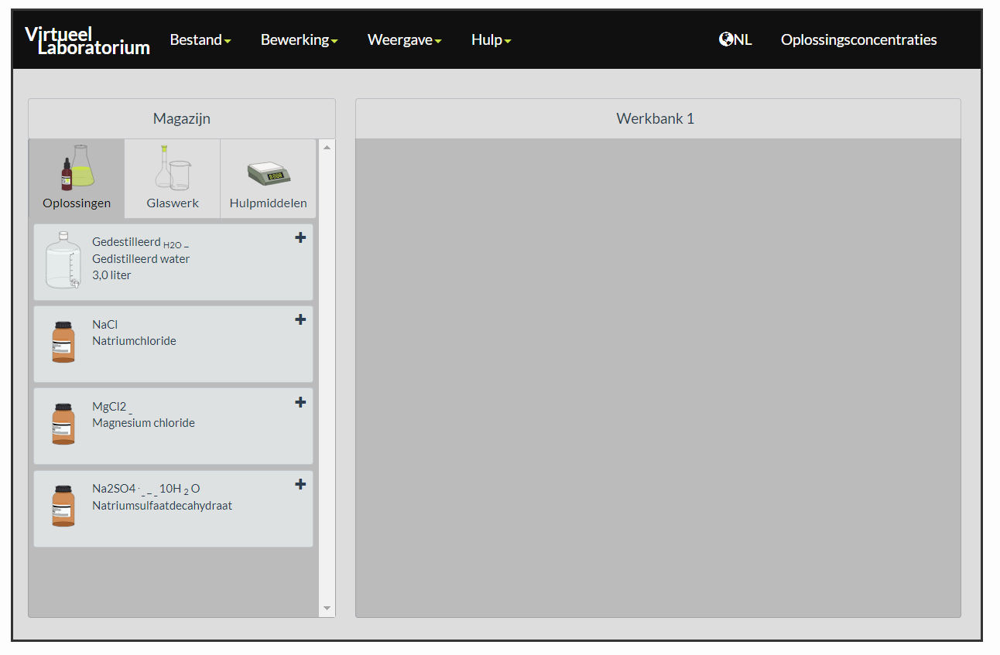 Virtueel
Laboratorium
Bestand
Bewerking
Weergave
Hulp
NL
Oplossingsconcentraties
Magazijn
Werkbank 1
Oplossingen
Glaswerk
Hulpmiddelen
Gedestilleerd H2O _
Gedistilleerd water
3,0 liter
NaCl
Natriumchloride
MgCl2 _
Magnesium chloride
Na2SO4 · _ _ _ 10H 2 O
Natriumsulfaatdecahydraat